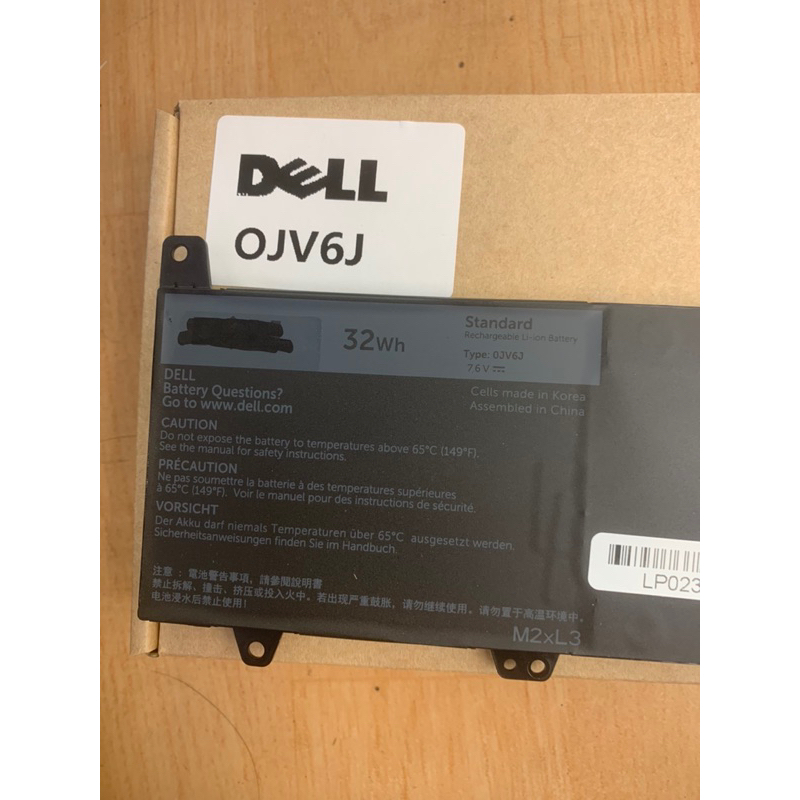 DELL
OJV6J
32Wh
Standard
Rechargeable Li-ion Battery
Type: 0JV6J
7.6 V ⎓
Cells made in Korea
Assembled in China
DELL
Battery Questions?
Go to www.dell.com
CAUTION
Do not expose the battery to temperatures above 65°C (149°F).
See the manual for safety instructions.
PRÉCAUTION
Ne pas soumettre la batterie à des températures supérieures
à 65°C (149°F). Voir le manuel pour des instructions de sécurité.
VORSICHT
Der Akku darf niemals Temperaturen über 65°C ausgesetzt werden.
Sicherheitsanweisungen finden Sie im Handbuch.
注意：電池警告事項，請參閱說明書
禁止拆解、撞击、挤压或投入火中。若出现严重鼓胀，请勿继续使用。请勿置于高温环境中。
电池浸水后禁止使用！
M2xL3
LP023